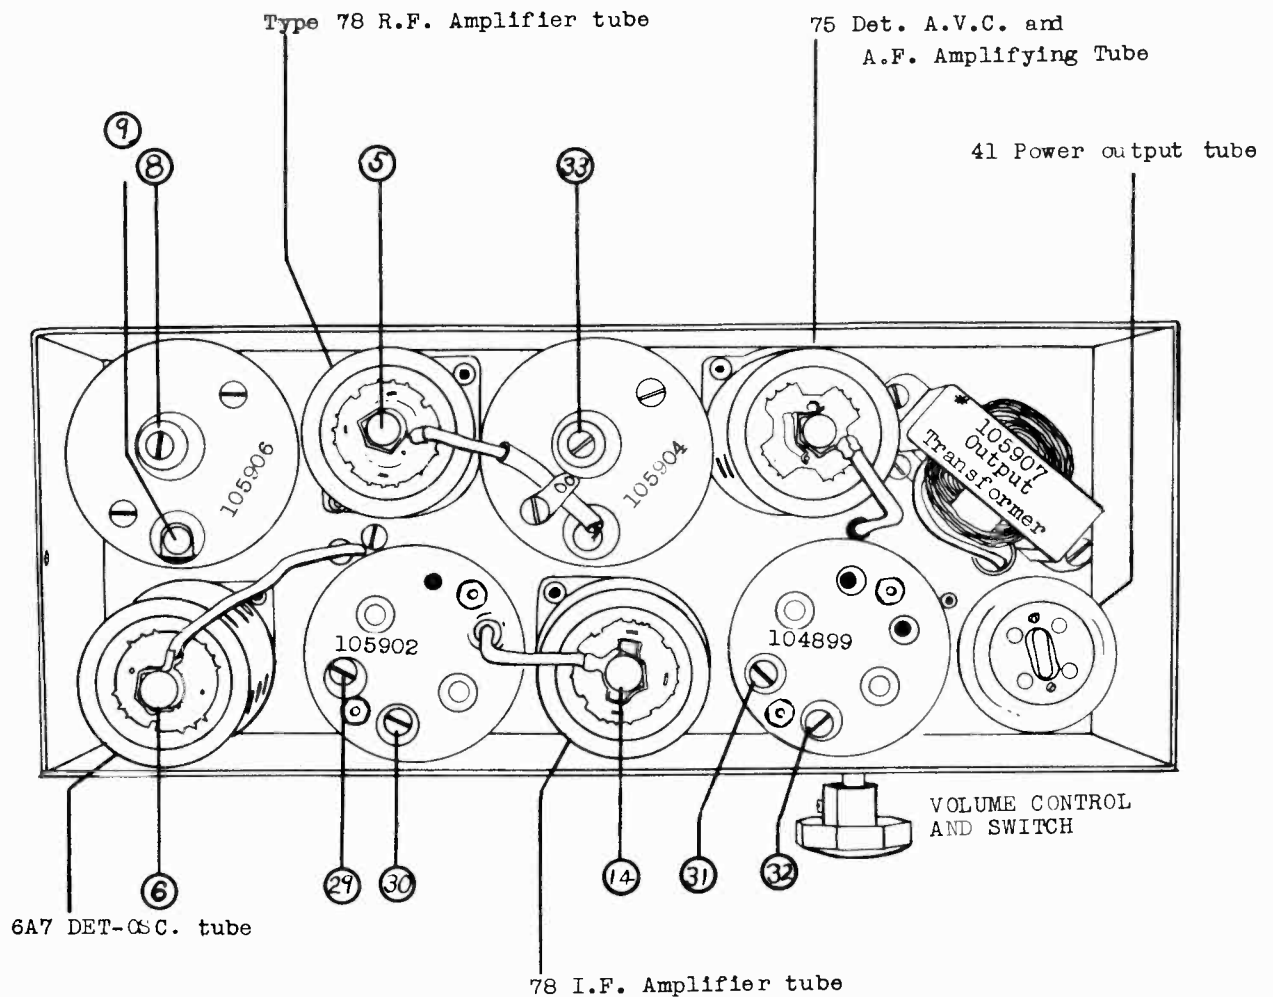 Type 78 R.F. Amplifier tube
75 Det. A.V.C. and
A.F. Amplifying Tube
41 Power output tube
9
8
5
33
105906
105904
105907
Output
Transformer
105902
104899
VOLUME CONTROL
AND SWITCH
6
29
30
14
31
32
6A7 DET-OSC. tube
78 I.F. Amplifier tube